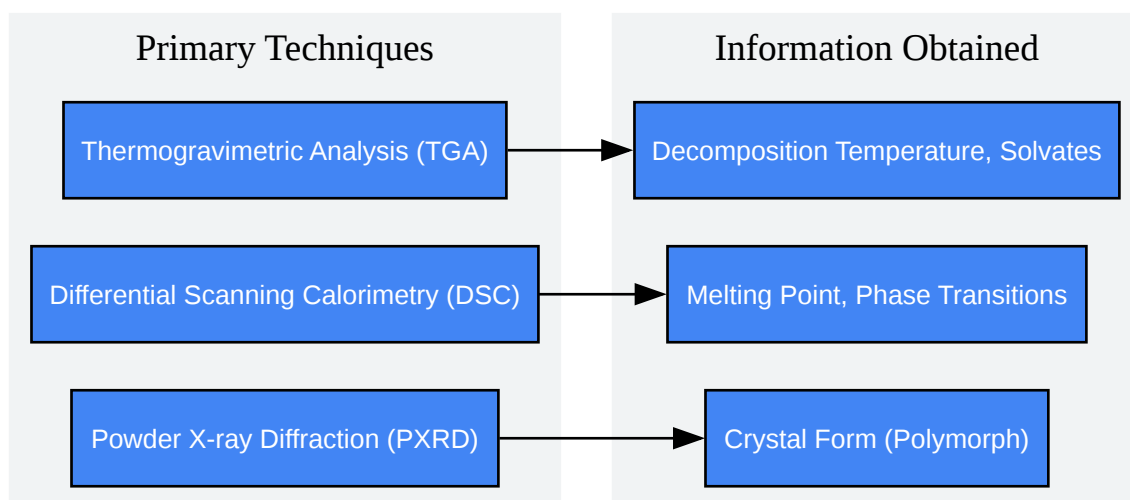 Primary Techniques
Information Obtained
Thermogravimetric Analysis (TGA)
Decomposition Temperature, Solvates
Differential Scanning Calorimetry (DSC)
Melting Point, Phase Transitions
Powder X-ray Diffraction (PXRD)
Crystal Form (Polymorph)